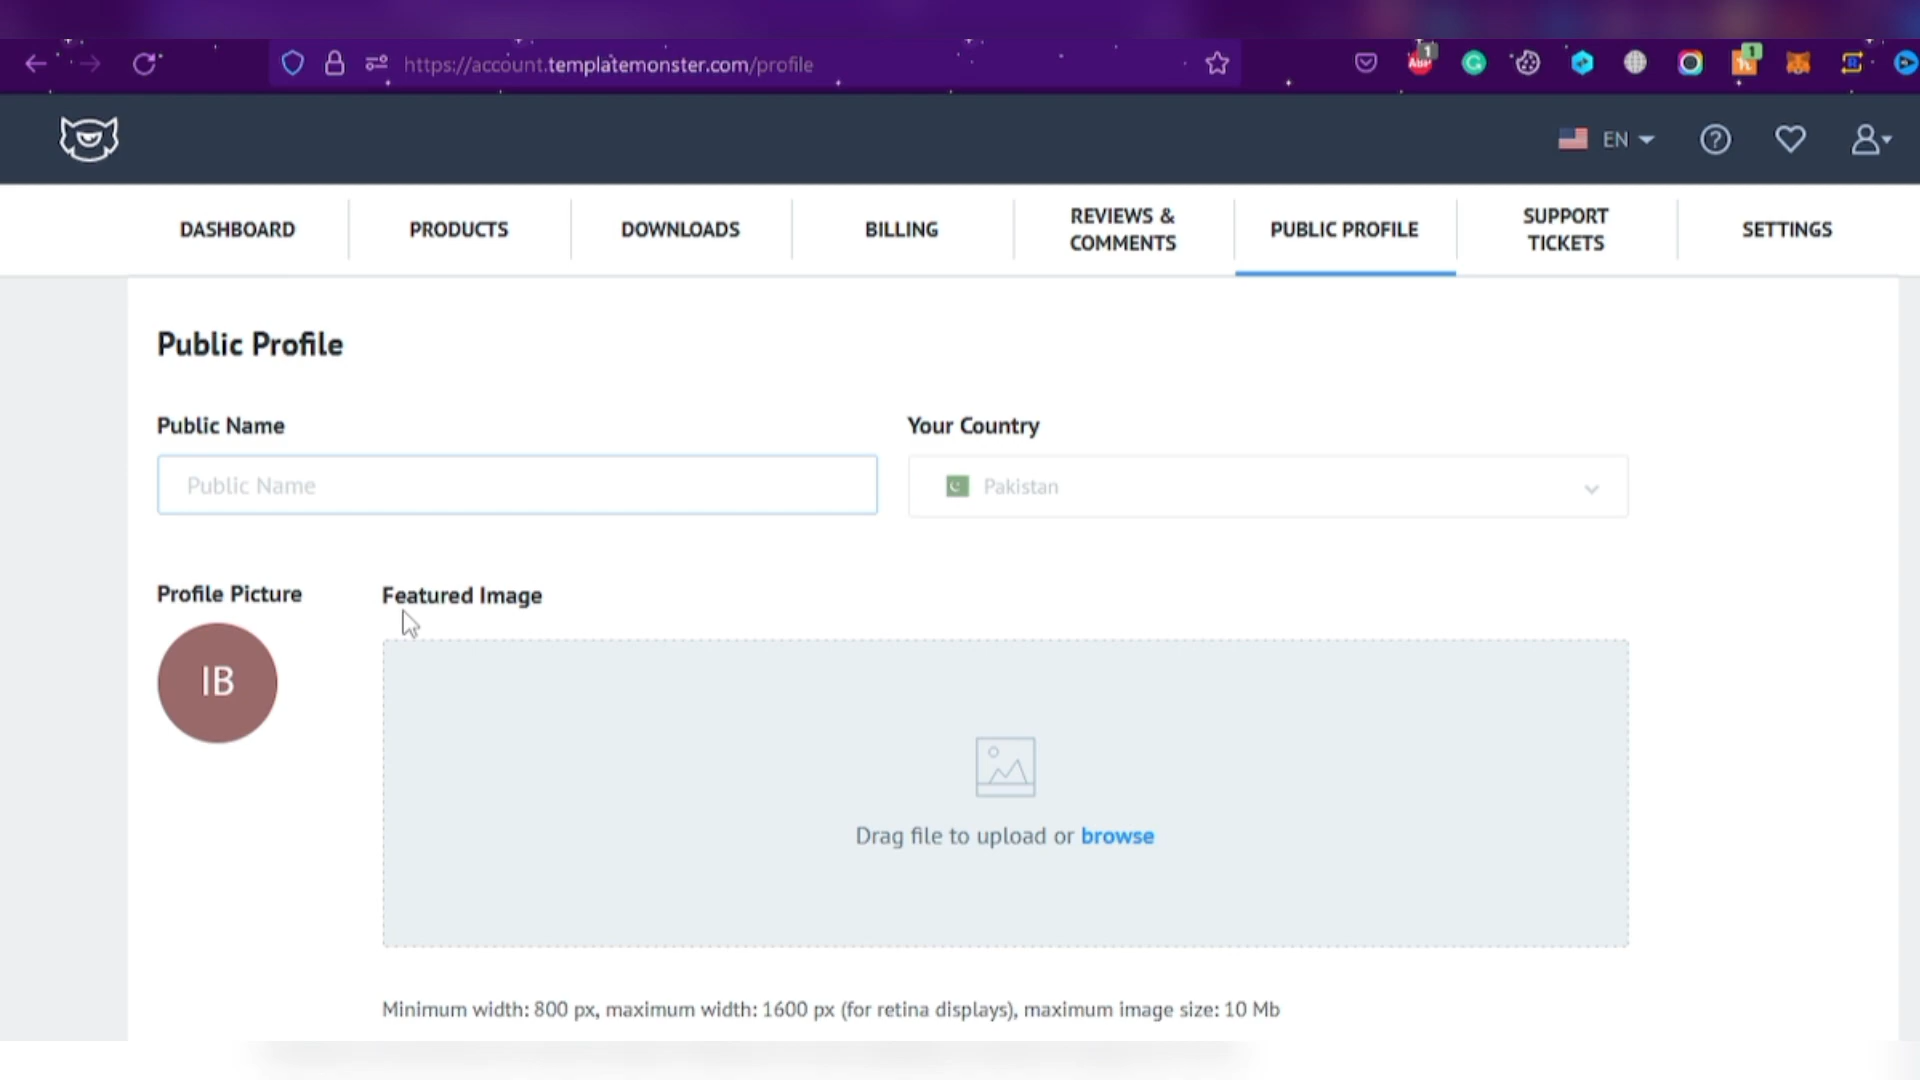 https://account.templatemonster.com/profile
1
1
EN
DASHBOARD
PRODUCTS
DOWNLOADS
BILLING
REVIEWS &
COMMENTS
PUBLIC PROFILE
SUPPORT
TICKETS
SETTINGS
Public Profile
Public Name
Your Country
Public Name
Pakistan
Profile Picture
Featured Image
IB
Drag file to upload or browse
Minimum width: 800 px, maximum width: 1600 px (for retina displays), maximum image size: 10 Mb